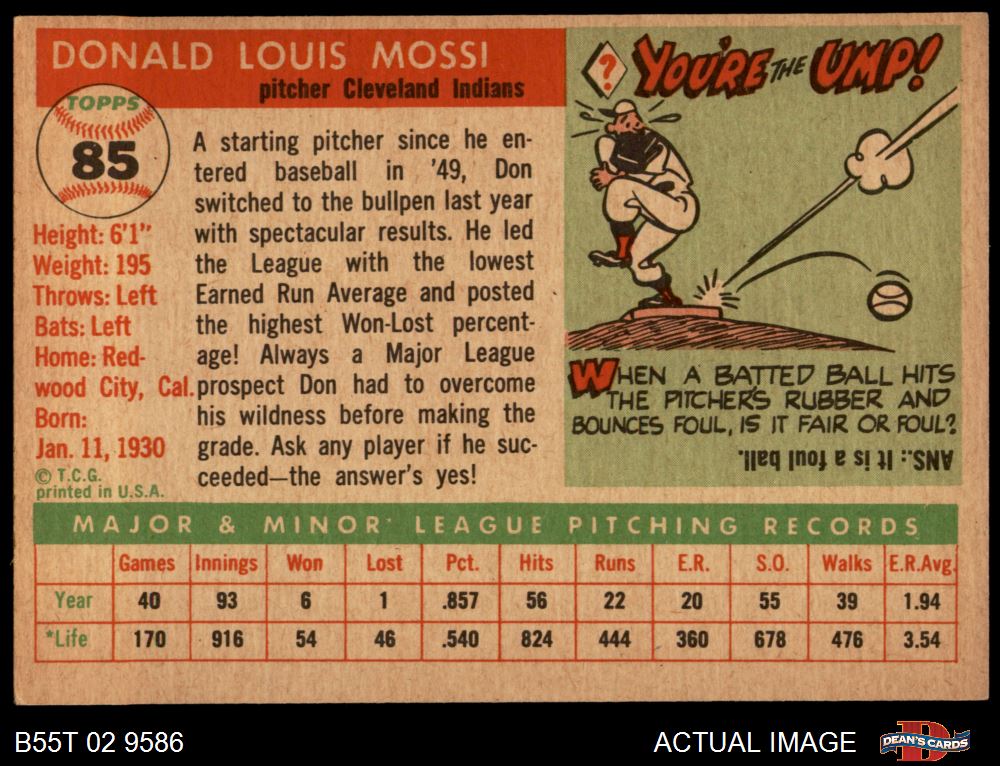 DONALD LOUIS MOSSI
pitcher Cleveland Indians
TOPPS
85
Height: 6'1"
Weight: 195
Throws: Left
Bats: Left
Home: Red-
wood City, Cal.
Born:
Jan. 11, 1930
© T.C.G.
printed in U.S.A.
A starting pitcher since he en-
tered baseball in '49, Don
switched to the bullpen last year
with spectacular results. He led
the League with the lowest
Earned Run Average and posted
the highest Won-Lost percent-
age! Always a Major League
prospect Don had to overcome
his wildness before making the
grade. Ask any player if he suc-
ceeded—the answer's yes!
?
YOU'RE THE UMP!
WHEN A BATTED BALL HITS
THE PITCHER'S RUBBER AND
BOUNCES FOUL, IS IT FAIR OR FOUL?
ANS.: It is a foul ball.
MAJOR & MINOR LEAGUE PITCHING RECORDS
Games Innings Won Lost Pct. Hits Runs E.R. S.O. Walks E.R.Avg.
Year 40 93 6 1 .857 56 22 20 55 39 1.94
*Life 170 916 54 46 .540 824 444 360 678 476 3.54
B55T 02 9586
ACTUAL IMAGE
D
DEAN'S CARDS